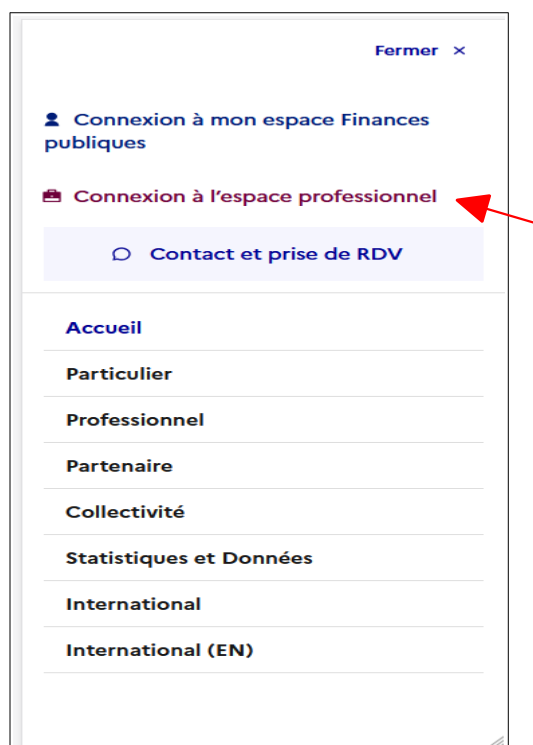 Fermer ×
Connexion à mon espace Finances
publiques
Connexion à l’espace professionnel
Contact et prise de RDV
Accueil
Particulier
Professionnel
Partenaire
Collectivité
Statistiques et Données
International
International (EN)